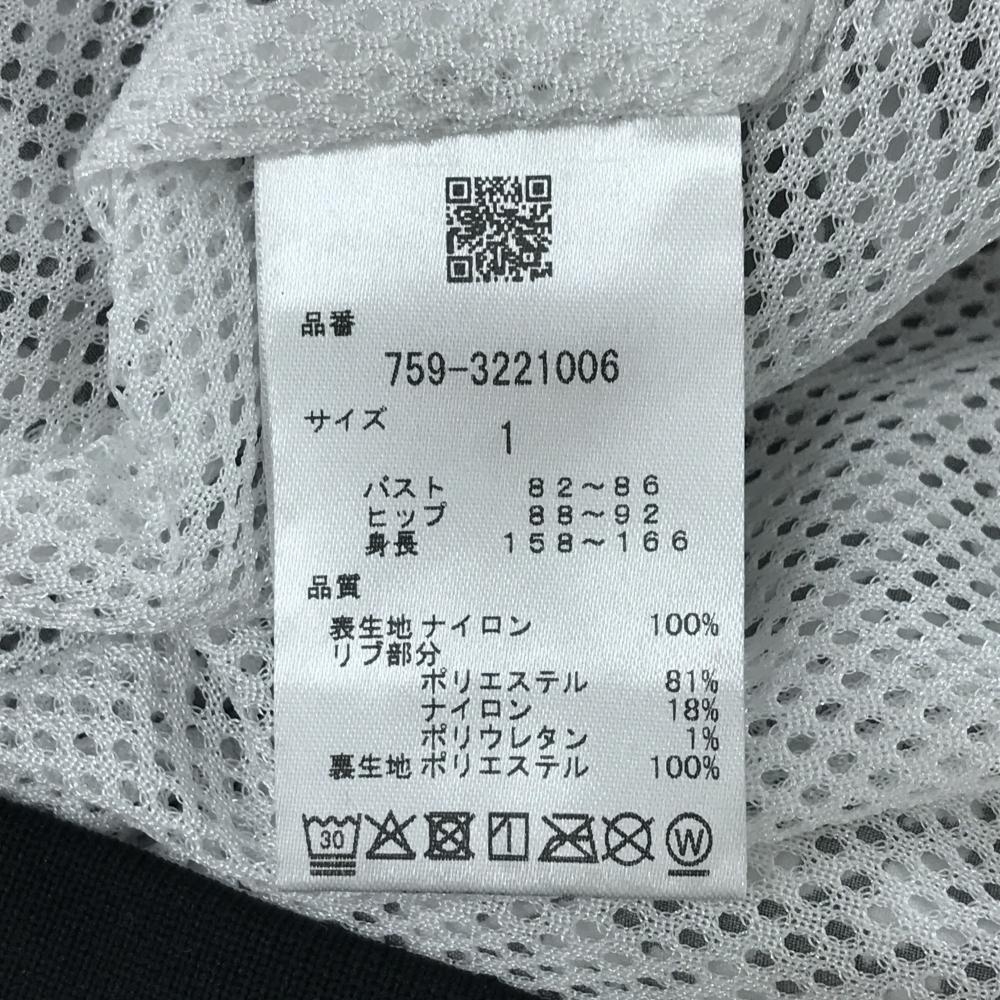 品番
759-3221006
サイズ
1
バスト 82～86
ヒップ 88～92
身長 158～166
品質
表生地 ナイロン 100%
リブ部分
ポリエステル 81%
ナイロン 18%
ポリウレタン 1%
裏生地 ポリエステル 100%
30 W